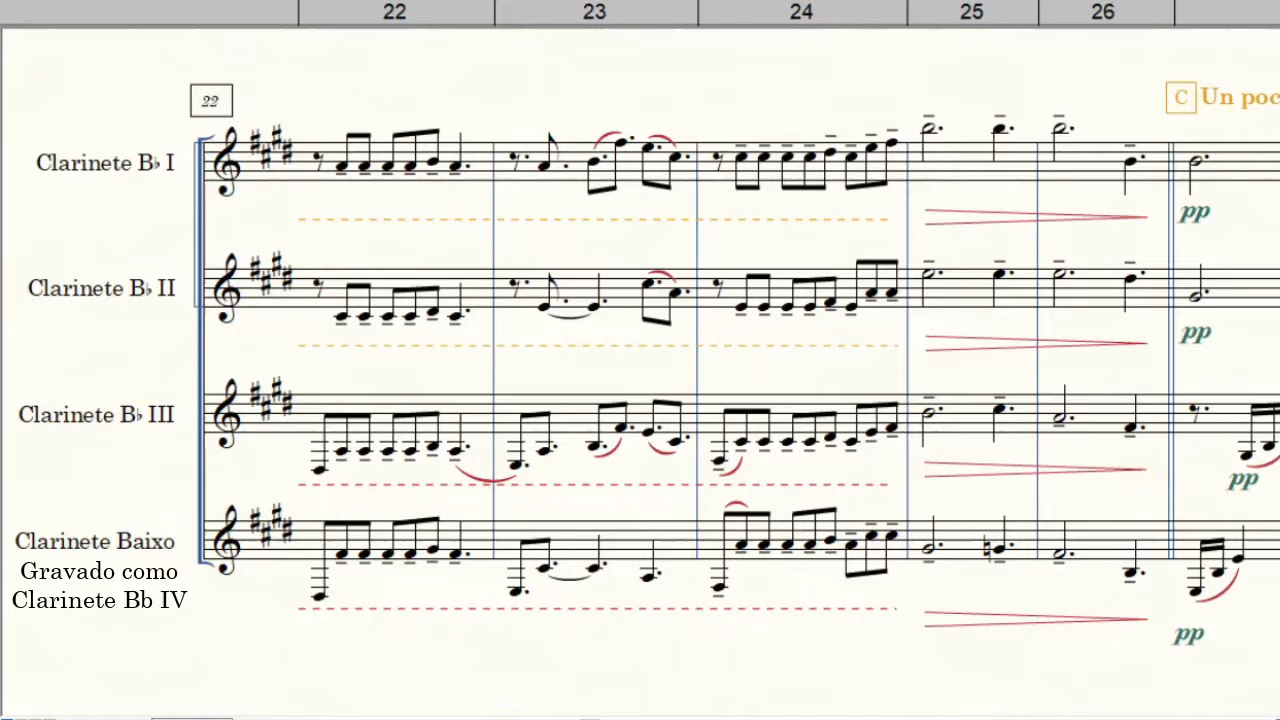 22 23 24 25 26
22
C Un poc
Clarinete B♭ I
pp
Clarinete B♭ II
pp
Clarinete B♭ III
pp
Clarinete Baixo
Gravado como
Clarinete Bb IV
pp